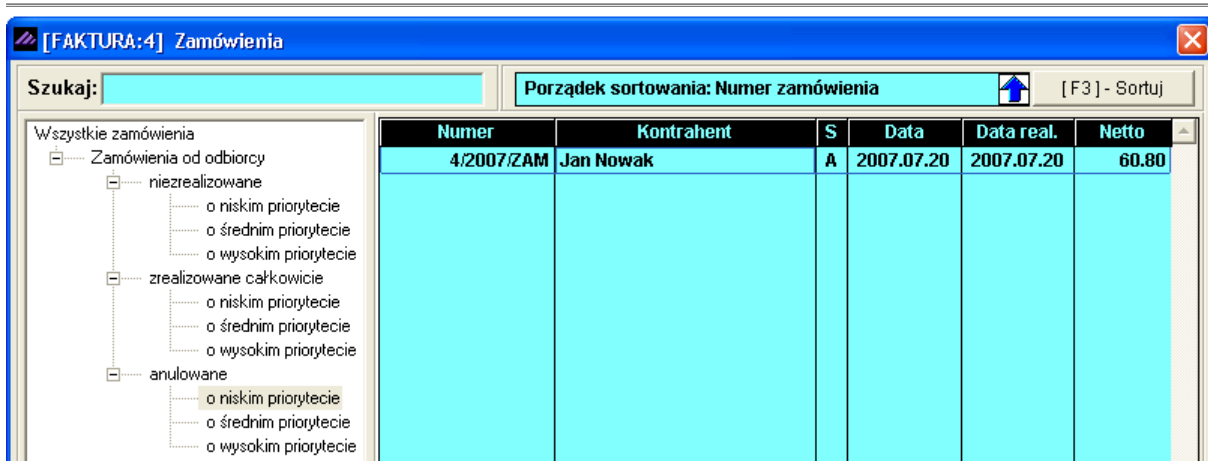 [FAKTURA:4] Zamówienia
Szukaj:
Porządek sortowania: Numer zamówienia
[ F3 ] - Sortuj
Wszystkie zamówienia
Zamówienia od odbiorcy
niezrealizowane
o niskim priorytecie
o średnim priorytecie
o wysokim priorytecie
zrealizowane całkowicie
o niskim priorytecie
o średnim priorytecie
o wysokim priorytecie
anulowane
o niskim priorytecie
o średnim priorytecie
o wysokim priorytecie
Numer Kontrahent S Data Data real. Netto
4/2007/ZAM Jan Nowak A 2007.07.20 2007.07.20 60.80